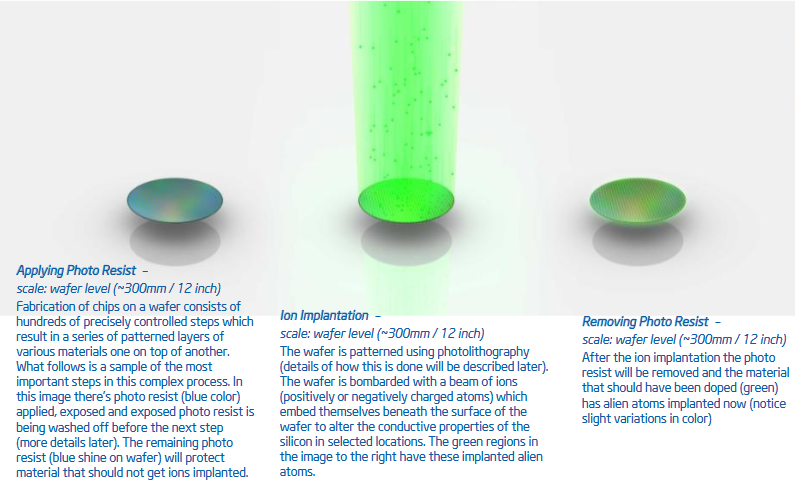 Applying Photo Resist –
scale: wafer level (~300mm / 12 inch)
Fabrication of chips on a wafer consists of
hundreds of precisely controlled steps which
result in a series of patterned layers of
various materials one on top of another.
What follows is a sample of the most
important steps in this complex process. In
this image there's photo resist (blue color)
applied, exposed and exposed photo resist is
being washed off before the next step
(more details later). The remaining photo
resist (blue shine on wafer) will protect
material that should not get ions implanted.
Ion Implantation –
scale: wafer level (~300mm / 12 inch)
The wafer is patterned using photolithography
(details of how this is done will be described later).
The wafer is bombarded with a beam of ions
(positively or negatively charged atoms) which
embed themselves beneath the surface of the
wafer to alter the conductive properties of the
silicon in selected locations. The green regions in
the image to the right have these implanted alien
atoms.
Removing Photo Resist –
scale: wafer level (~300mm / 12 inch)
After the ion implantation the photo
resist will be removed and the material
that should have been doped (green)
has alien atoms implanted now (notice
slight variations in color)